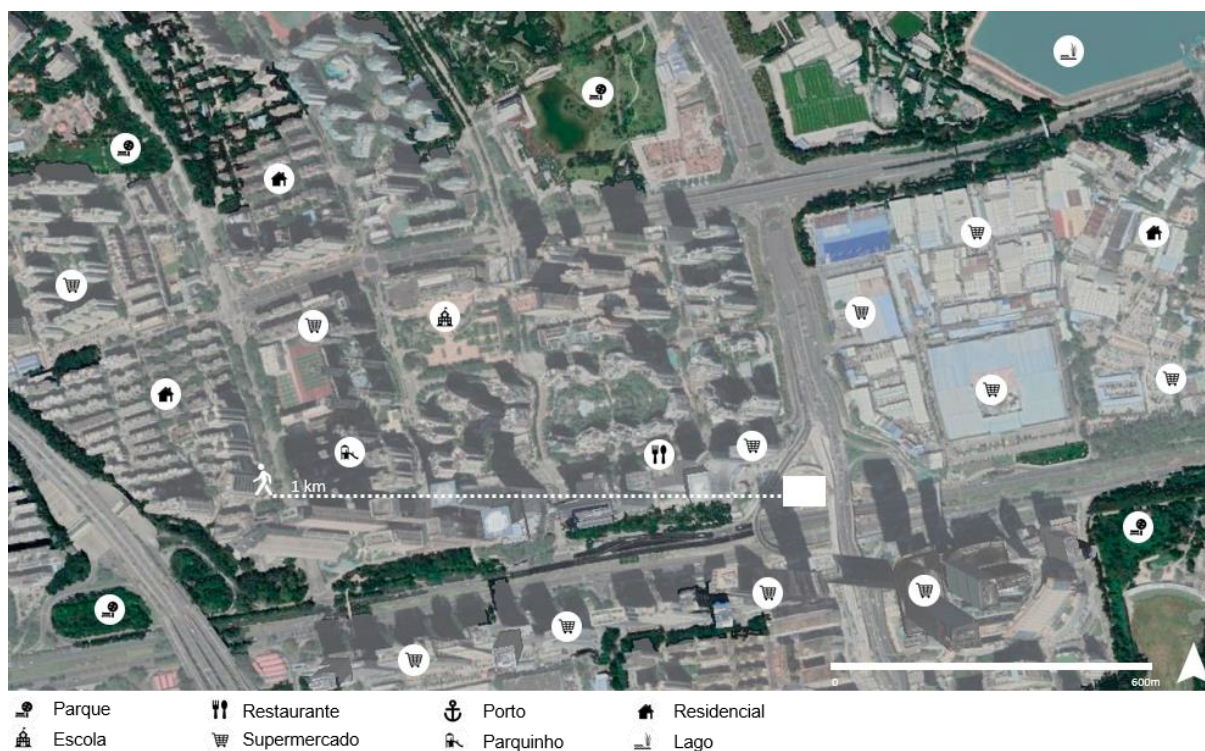 1 km
0 600m
Parque Restaurante Porto Residencial
Escola Supermercado Parquinho Lago